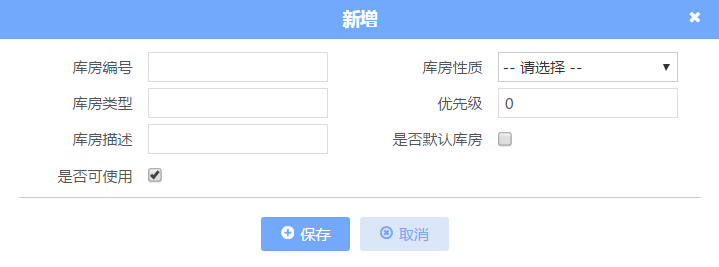 新增
库房编号
库房性质 -- 请选择 --
库房类型
优先级 0
库房描述
是否默认库房
是否可使用
保存 取消